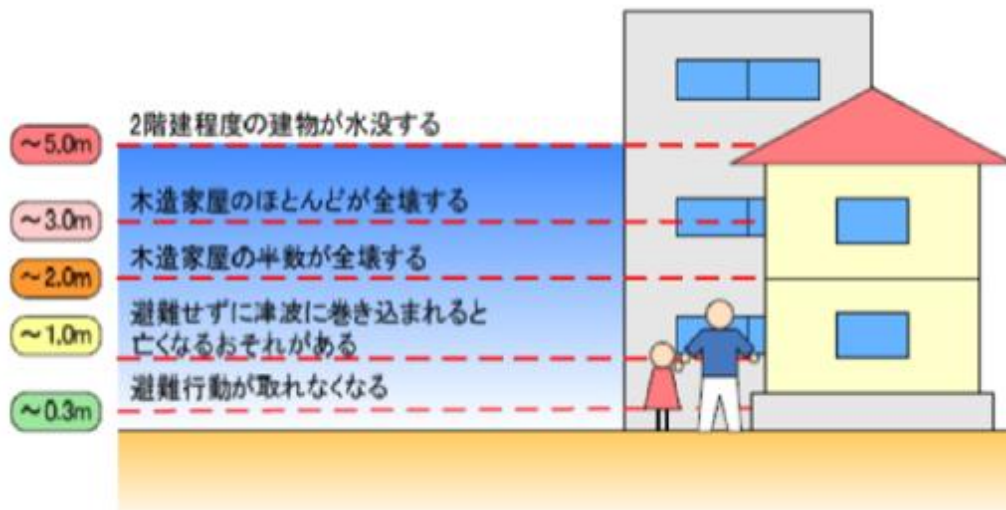 2階建程度の建物が水没する
~5.0m
木造家屋のほとんどが全壊する
~3.0m
木造家屋の半数が全壊する
~2.0m
避難せずに津波に巻き込まれると
亡くなるおそれがある
~1.0m
避難行動が取れなくなる
~0.3m